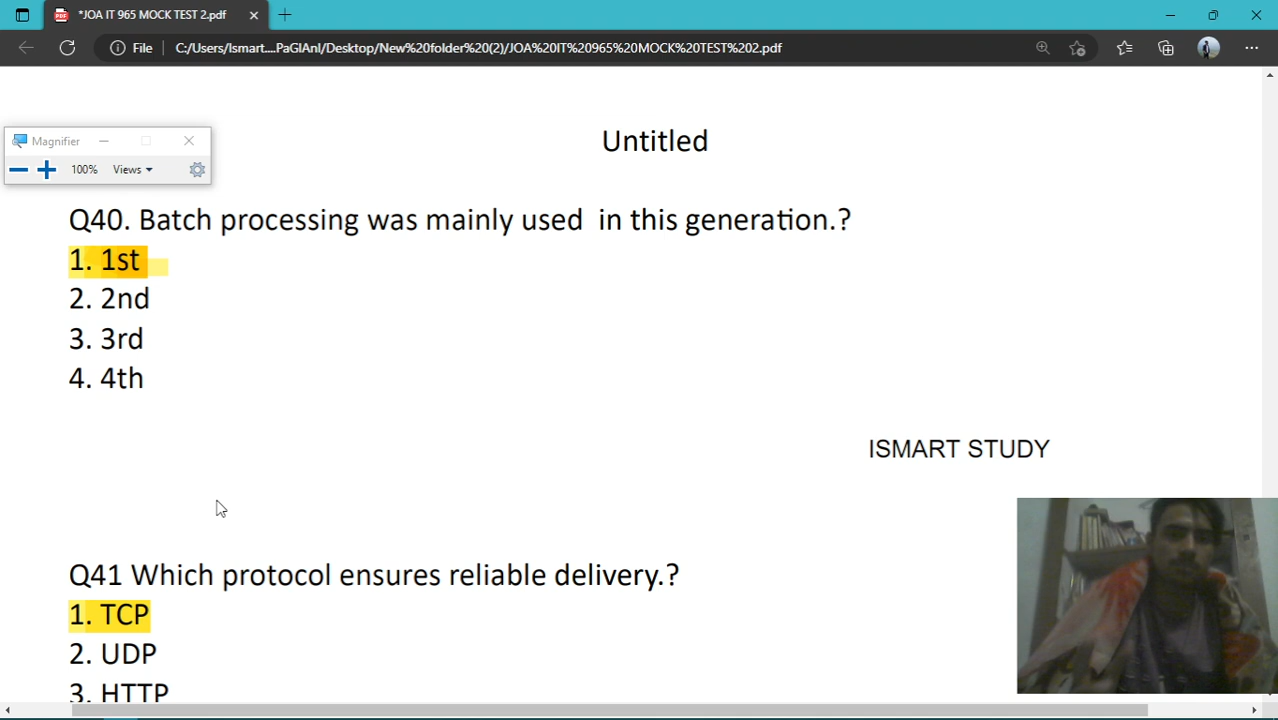 *JOA IT 965 MOCK TEST 2.pdf
File
C:/Users/Ismart....PaGlAnI/Desktop/New%20folder%20(2)/JOA%20IT%20965%20MOCK%20TEST%202.pdf
Magnifier
100%
Views
Untitled
Q40. Batch processing was mainly used in this generation.?
1. 1st
2. 2nd
3. 3rd
4. 4th
ISMART STUDY
Q41 Which protocol ensures reliable delivery.?
1. TCP
2. UDP
3. HTTP